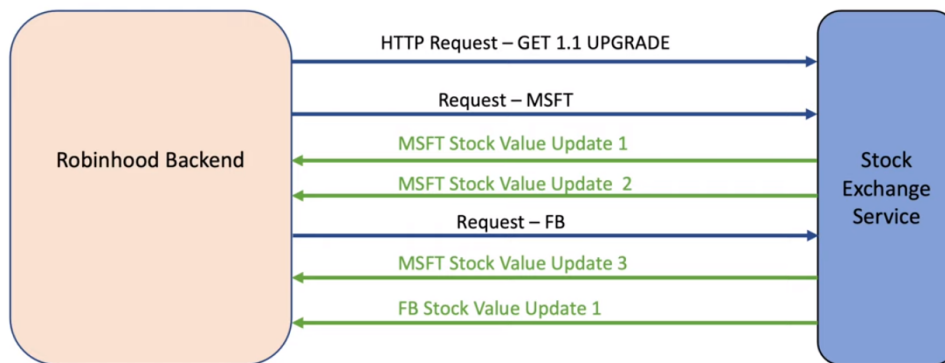 HTTP Request – GET 1.1 UPGRADE
Request – MSFT
MSFT Stock Value Update 1
Robinhood Backend
Stock
Exchange
Service
MSFT Stock Value Update  2
Request – FB
MSFT Stock Value Update 3
FB Stock Value Update 1